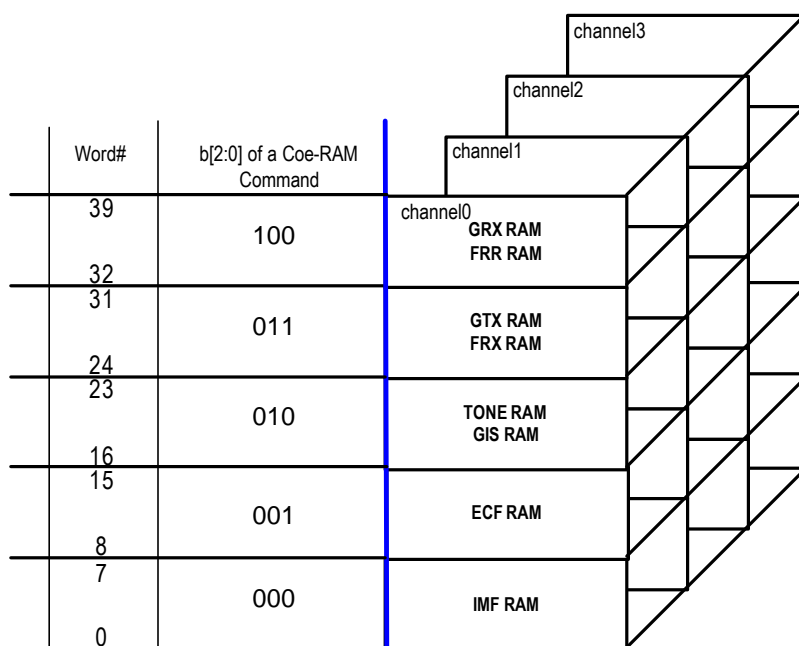 channel3
channel2
channel1
Word#
b[2:0] of a Coe-RAM
Command
channel0
39
100
GRX RAM
FRR RAM
32
31
011
GTX RAM
FRX RAM
24
23
010
TONE RAM
GIS RAM
16
15
001
ECF RAM
8
7
000
IMF RAM
0